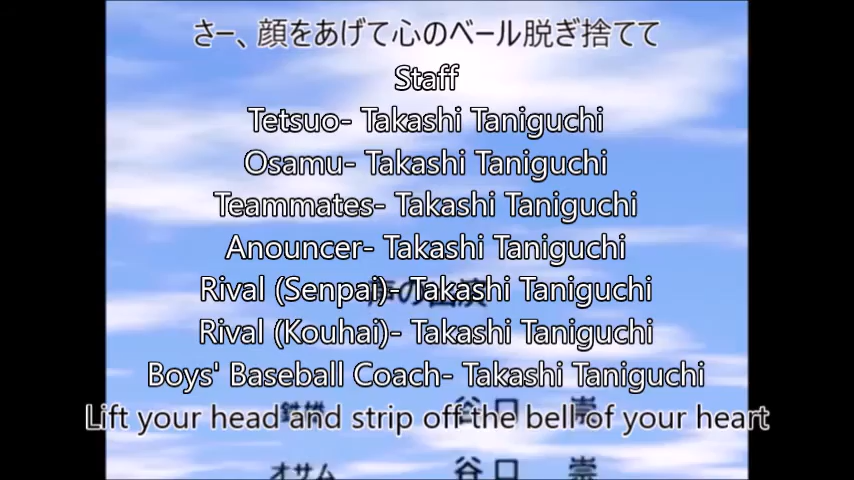 さー、顔をあげて心のベール脱ぎ捨てて
Staff
Tetsuo- Takashi Taniguchi
Osamu- Takashi Taniguchi
Teammates- Takashi Taniguchi
Anouncer- Takashi Taniguchi
Rival (Senpai)- Takashi Taniguchi
Rival (Kouhai)- Takashi Taniguchi
Boys' Baseball Coach- Takashi Taniguchi
鉄雄 谷口 崇
Lift your head and strip off the bell of your heart
オサム 谷口 崇